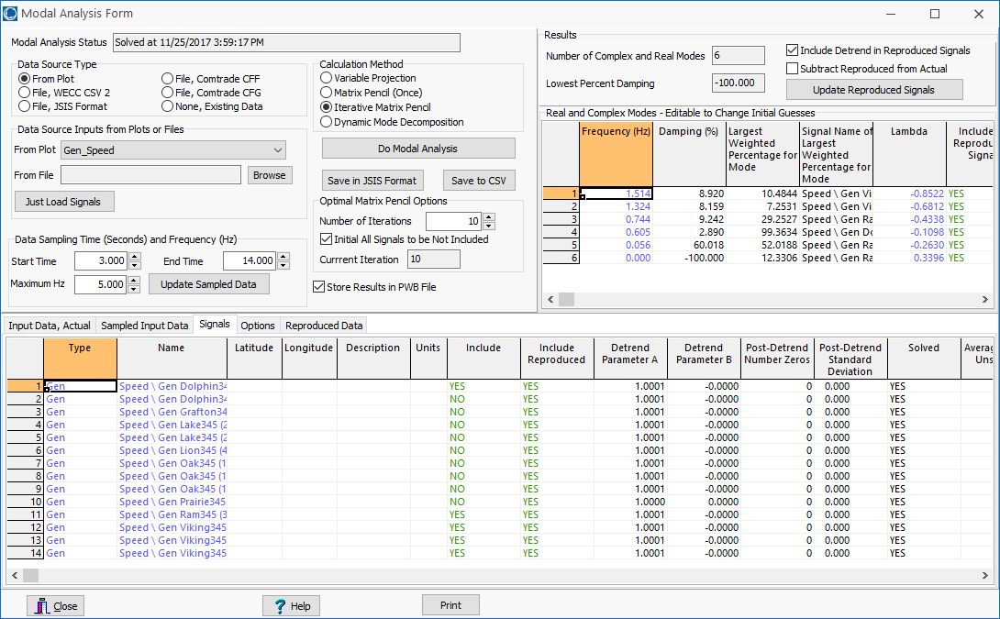 Modal Analysis Form
Modal Analysis Status Solved at 11/25/2017 3:59:17 PM
Data Source Type
From Plot File, Comtrade CFF
File, WECC CSV 2 File, Comtrade CFG
File, JSIS Format None, Existing Data
Data Source Inputs from Plots or Files
From Plot Gen_Speed
From File Browse
Just Load Signals
Data Sampling Time (Seconds) and Frequency (Hz)
Start Time 3.000 End Time 14.000
Maximum Hz 5.000 Update Sampled Data
Calculation Method
Variable Projection
Matrix Pencil (Once)
Iterative Matrix Pencil
Dynamic Mode Decomposition
Do Modal Analysis
Save in JSIS Format Save to CSV
Optimal Matrix Pencil Options
Number of Iterations 10
Initial All Signals to be Not Included
Currrent Iteration 10
Store Results in PWB File
Results
Number of Complex and Real Modes 6
Lowest Percent Damping -100.000
Include Detrend in Reproduced Signals
Subtract Reproduced from Actual
Update Reproduced Signals
Real and Complex Modes - Editable to Change Initial Guesses
Frequency (Hz) Damping (%) Largest Weighted Percentage for Mode Signal Name of Largest Weighted Percentage for Mode Lambda Include Reprodu Signa
1 1.514 8.920 10.4844 Speed \ Gen Vi -0.8522 YES
2 1.324 8.159 7.2531 Speed \ Gen Vi -0.6812 YES
3 0.744 9.242 29.2527 Speed \ Gen Ra -0.4338 YES
4 0.605 2.890 99.3634 Speed \ Gen Do -0.1098 YES
5 0.056 60.018 52.0188 Speed \ Gen Ra -0.2630 YES
6 0.000 -100.000 12.3306 Speed \ Gen Ra 0.3396 YES
Input Data, Actual Sampled Input Data Signals Options Reproduced Data
Type Name Latitude Longitude Description Units Include Include Reproduced Detrend Parameter A Detrend Parameter B Post-Detrend Number Zeros Post-Detrend Standard Deviation Solved Averag Uns
1 Gen Speed \ Gen Dolphin34 YES YES 1.0001 -0.0000 0 0.000 YES
2 Gen Speed \ Gen Dolphin34 NO YES 1.0001 -0.0000 0 0.000 YES
3 Gen Speed \ Gen Grafton34 NO YES 1.0001 -0.0000 0 0.000 YES
4 Gen Speed \ Gen Lake345 (2 NO YES 1.0001 -0.0000 0 0.000 YES
5 Gen Speed \ Gen Lake345 (2 NO YES 1.0001 -0.0000 0 0.000 YES
6 Gen Speed \ Gen Lion345 (4 NO YES 1.0001 -0.0000 0 0.000 YES
7 Gen Speed \ Gen Oak345 (1 NO YES 1.0001 -0.0000 0 0.000 YES
8 Gen Speed \ Gen Oak345 (1 NO YES 1.0001 -0.0000 0 0.000 YES
9 Gen Speed \ Gen Oak345 (1 NO YES 1.0001 -0.0000 0 0.000 YES
10 Gen Speed \ Gen Prairie345 NO YES 1.0000 0.0000 0 0.000 YES
11 Gen Speed \ Gen Ram345 (3 YES YES 1.0001 -0.0000 0 0.000 YES
12 Gen Speed \ Gen Viking345 YES YES 1.0001 -0.0000 0 0.000 YES
13 Gen Speed \ Gen Viking345 YES YES 1.0001 -0.0000 0 0.000 YES
14 Gen Speed \ Gen Viking345 YES YES 1.0001 -0.0000 0 0.000 YES
Close Help Print